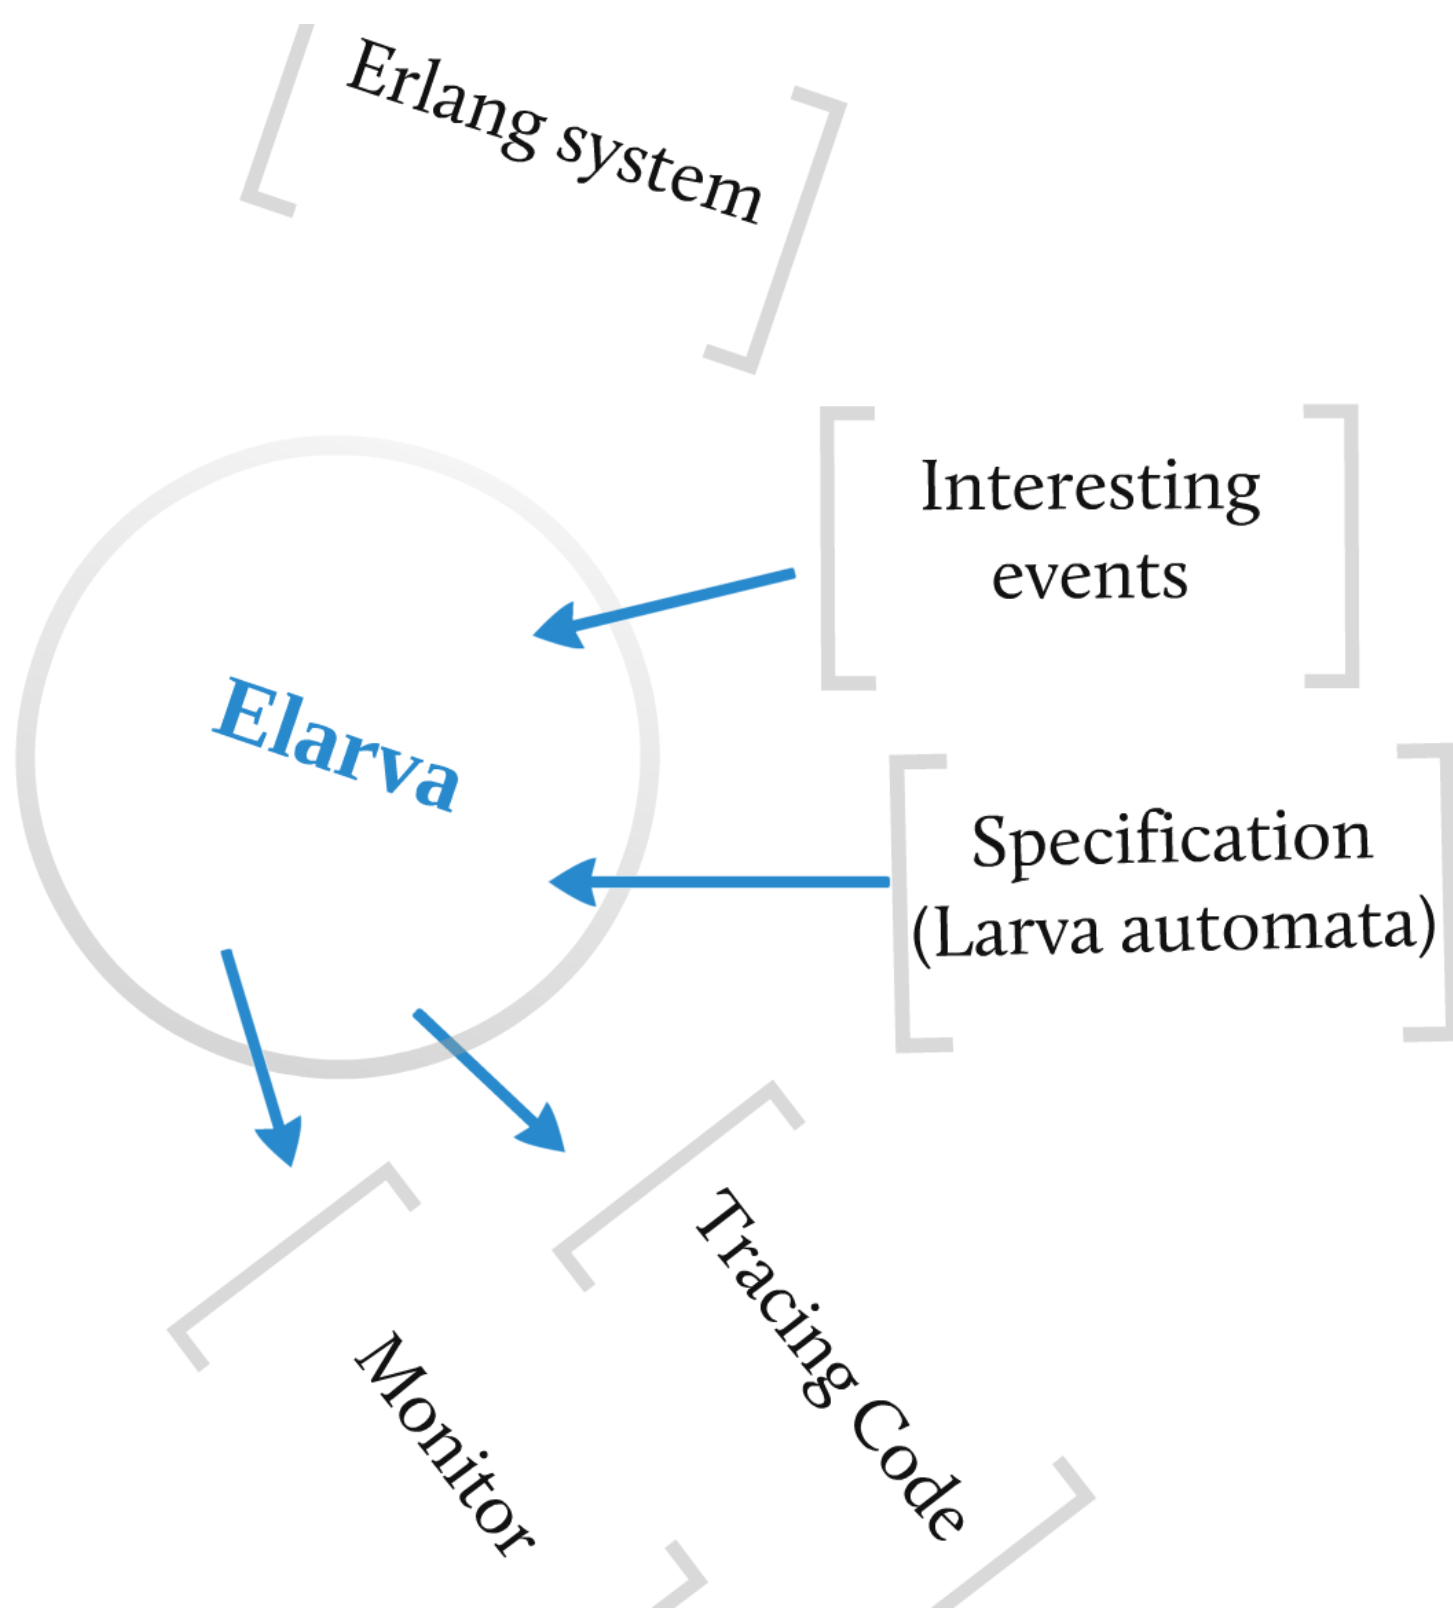 Erlang system
Interesting
events
Elarva
Specification
(Larva automata)
Tracing Code
Monitor